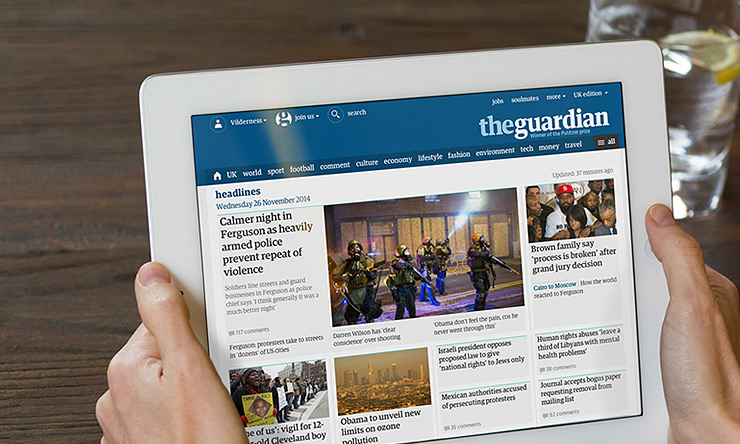 Vilderness
join us
search
jobs soulmates more UK edition
theguardian
Winner of the Pulitzer prize
UK world sport football comment culture economy lifestyle fashion environment tech money travel all
headlines
Wednesday 26 November 2014
Updated: 37 minutes ago
Calmer night in
Ferguson as heavily
armed police
prevent repeat of
violence
Soldiers line streets and guard
businesses in Ferguson as police
chief says 'I think generally it was a
much better night'
117 comments
Ferguson: protesters take to streets
in 'dozens' of US cities
Darren Wilson has 'clear
conscience' over shooting
'Obama don't feel the pain, cos he
never went through this'
Brown family say
'process is broken' after
grand jury decision
Cairo to Moscow How the world
reacted to Ferguson
ne of us': vigil for 12-
old Cleveland boy
Obama to unveil new
limits on ozone
pollution
Israeli president opposes
proposed law to give
'national rights' to Jews only
Mexican authorities accused
of persecuting protesters
35 comments
Human rights abuses 'leave a
third of Libyans with mental
health problems'
38 comments
Journal accepts bogus paper
requesting removal from
mailing list
92 comments